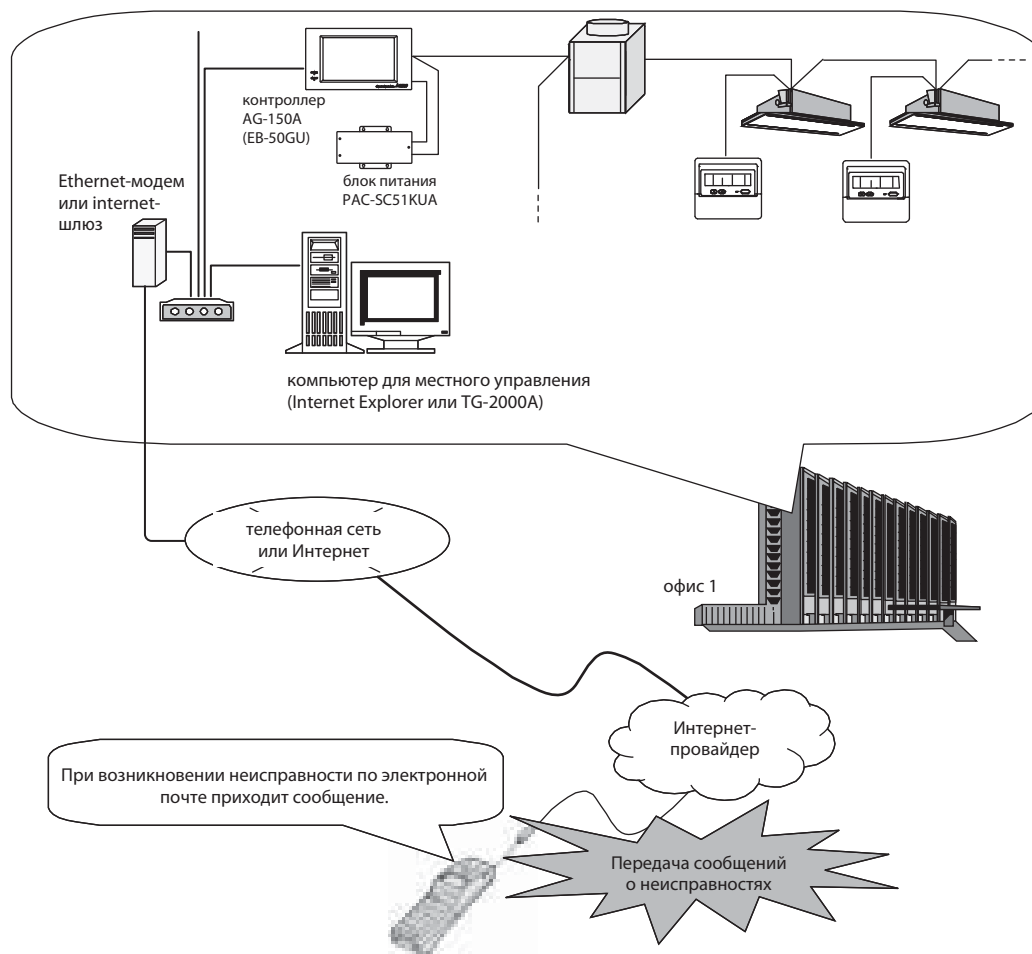 контроллер
AG-150A
(EB-50GU)
блок питания
PAC-SC51KUA
Ethernet-модем
или internet-
шлюз
компьютер для местного управления
(Internet Explorer или TG-2000A)
телефонная сеть
или Интернет
офис 1
Интернет-
провайдер
При возникновении неисправности по электронной
почте приходит сообщение.
Передача сообщений
о неисправностях